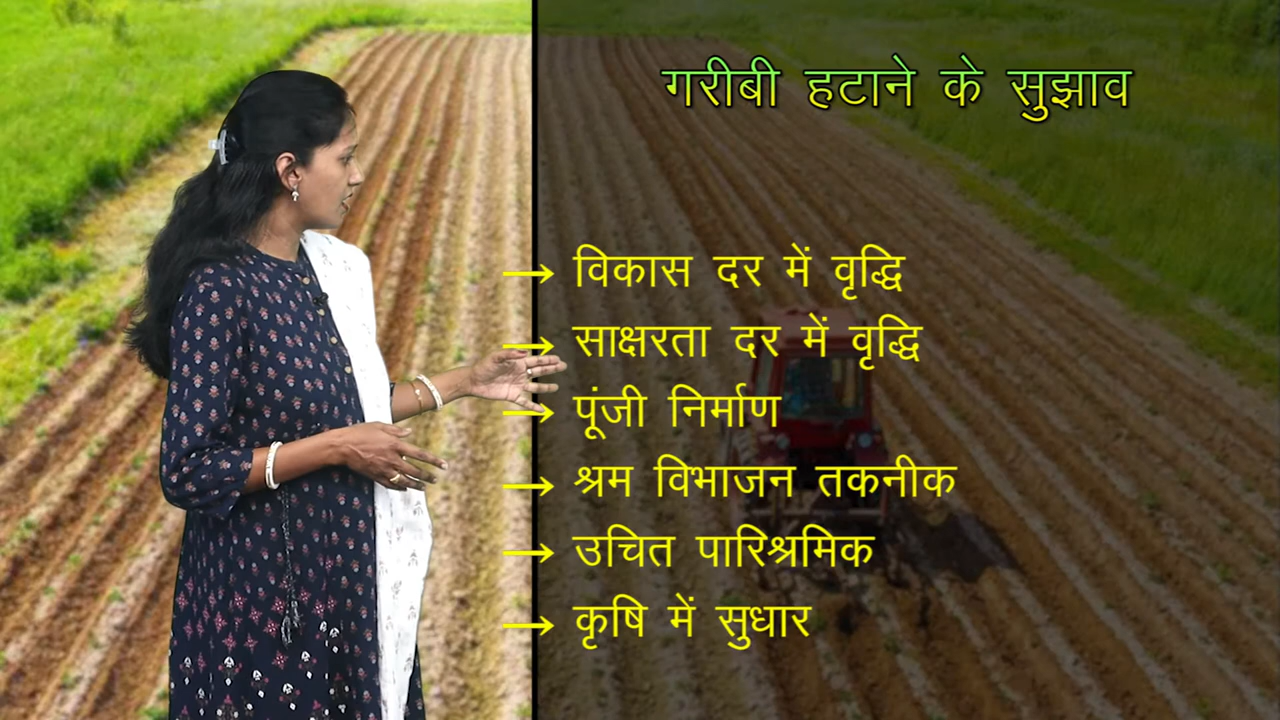 गरीबी हटाने के सुझाव
→ विकास दर में वृद्धि
→ साक्षरता दर में वृद्धि
→ पूंजी निर्माण
→ श्रम विभाजन तकनीक
→ उचित पारिश्रमिक
→ कृषि में सुधार